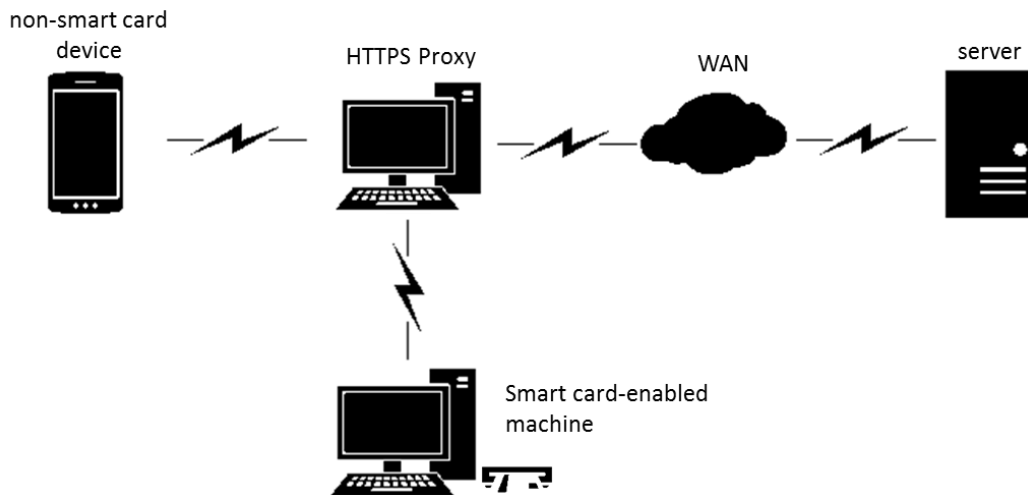 non-smart card
device
HTTPS Proxy
WAN
server
Smart card-enabled
machine